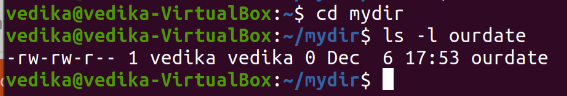 vedika@vedika-VirtualBox:~$ cd mydir
vedika@vedika-VirtualBox:~/mydir$ ls -l ourdate
-rw-rw-r-- 1 vedika vedika 0 Dec  6 17:53 ourdate
vedika@vedika-VirtualBox:~/mydir$